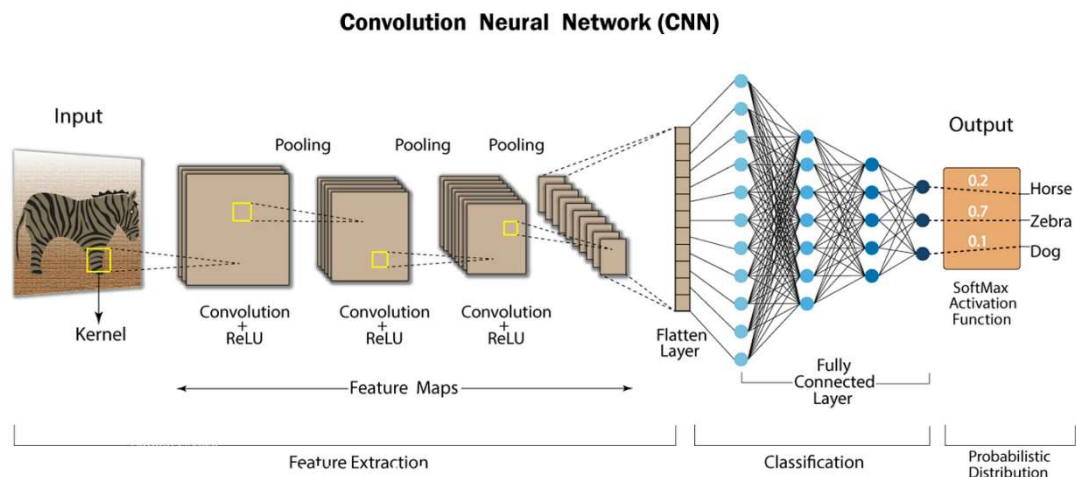 Convolution Neural Network (CNN)
Input
Output
Pooling
Pooling
Pooling
0.2
Horse
0.7
Zebra
0.1
Dog
SoftMax
Activation
Function
Kernel
Convolution
+
ReLU
Convolution
+
ReLU
Convolution
+
ReLU
Flatten
Layer
Fully
Connected
Layer
Feature Maps
Feature Extraction
Classification
Probabilistic
Distribution